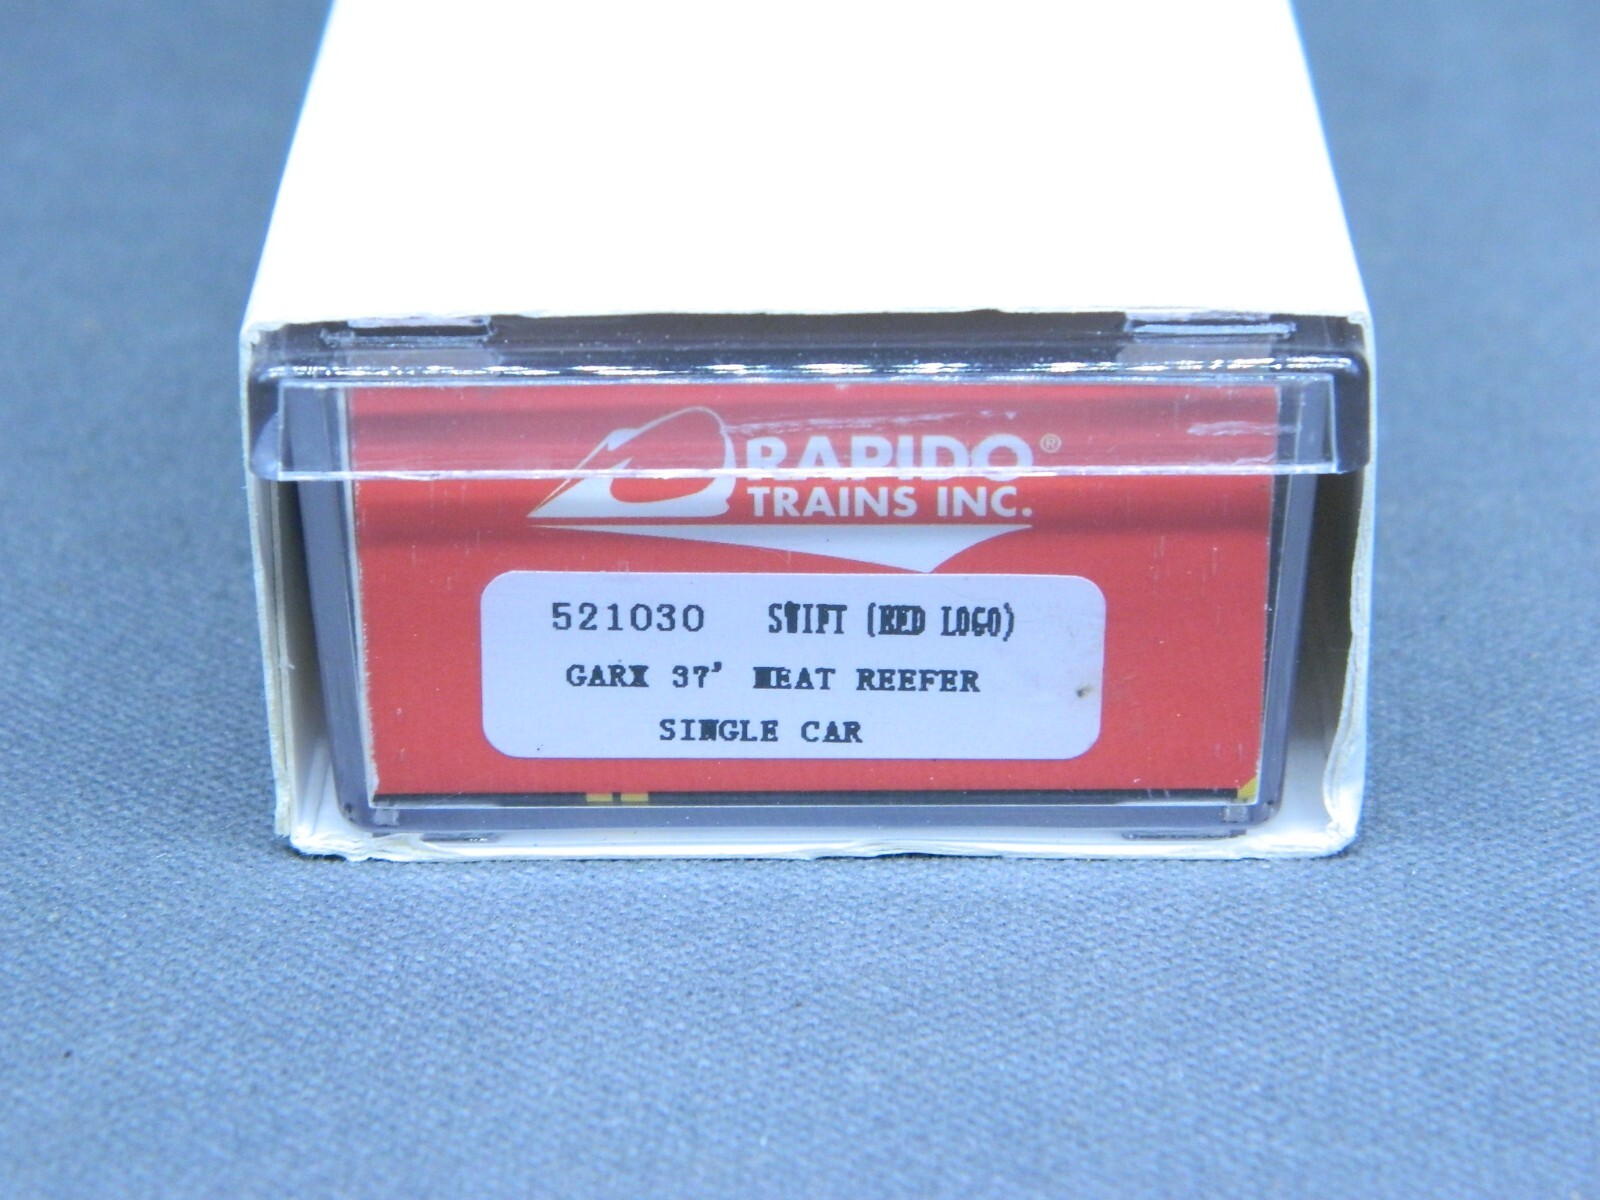 RAPIDO®
TRAINS INC.
521030 SWIFT (RED LOGO)
GARX 37' MEAT REEFER
SINGLE CAR